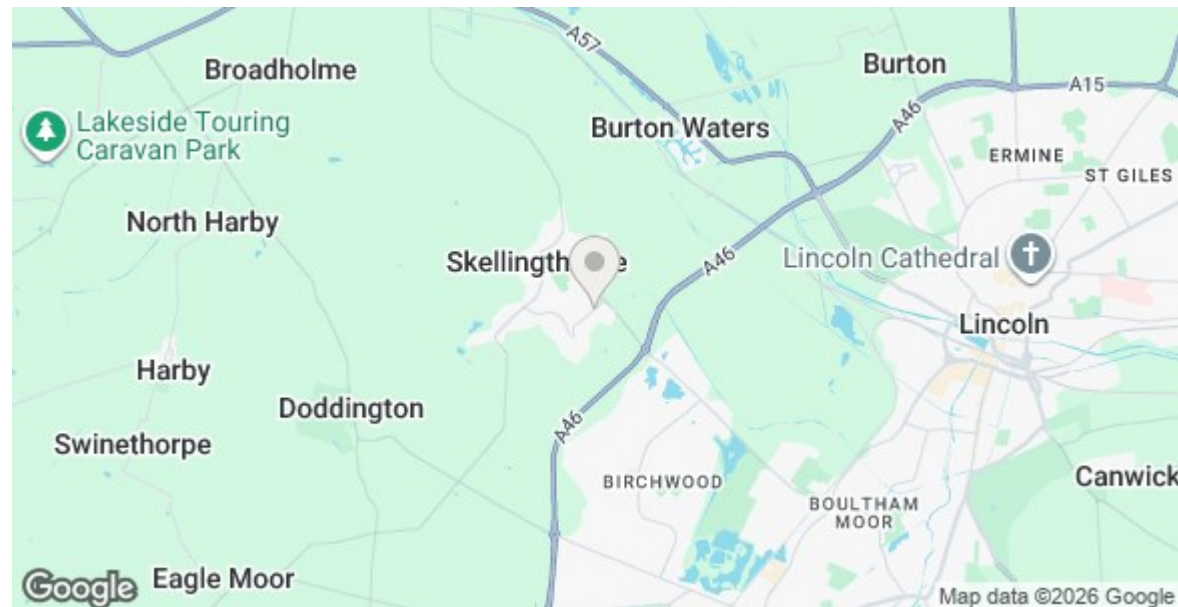 A57
Broadholme
Burton
A15
Lakeside Touring
Caravan Park
Burton Waters
A46
ERMINE
ST GILES
North Harby
Skellingth e
A46
Lincoln Cathedral
Lincoln
Harby
Doddington
A46
Swinethorpe
BIRCHWOOD
Canwick
BOULTHAM
MOOR
Eagle Moor
Google
Map data ©2026 Google